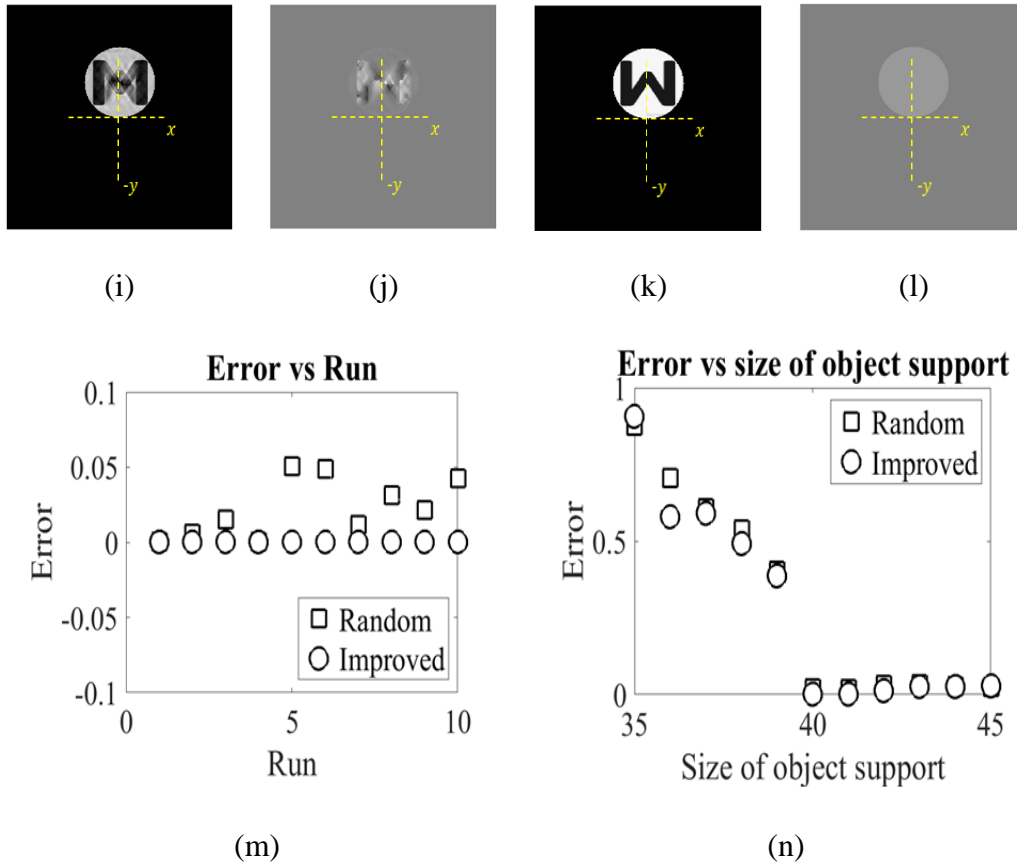 M
x
-y
x
-y
W
x
-y
x
-y
(i)
(j)
(k)
(l)
Error vs Run
0.1
0.05
0
-0.05
-0.1
Error
Random
Improved
0
5
10
Run
(m)
Error vs size of object support
1
0.5
0
Error
Random
Improved
35
40
45
Size of object support
(n)